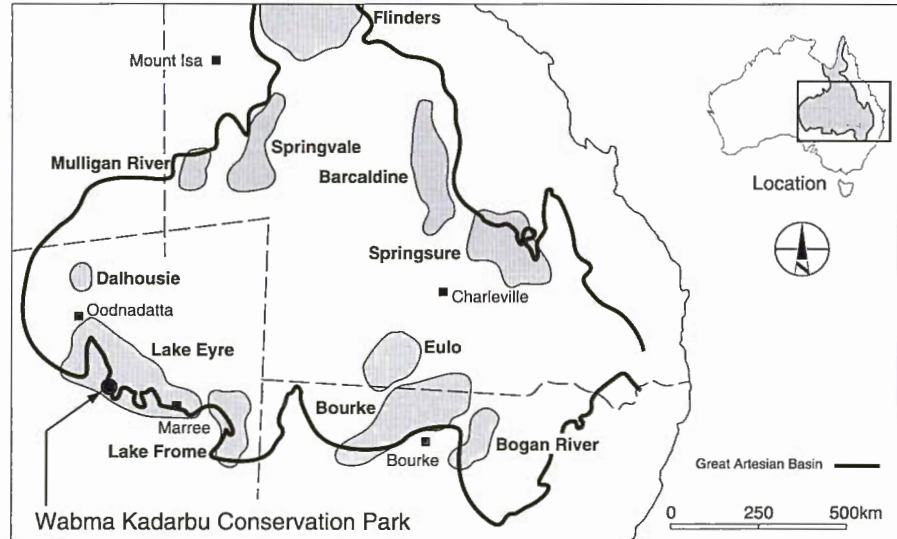 Flinders
Mount Isa
Mulligan River
Springvale
Barcaldine
Location
Springsure
Dalhousie
Charleville
Oodnadatta
Lake Eyre
Eulo
Bourke
Marree
Lake Frome
Bourke
Bogan River
Great Artesian Basin
0 250 500km
Wabma Kadarbu Conservation Park